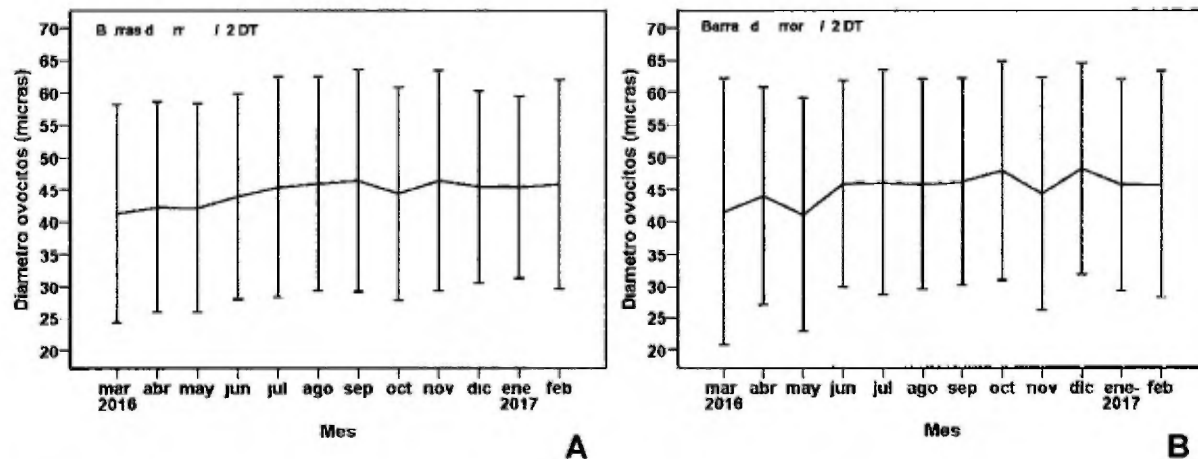 2 DT
Diametro ovocitos (micras)
70
65
60
55
50
45
40
35
30
25
20
mar abr may jun jul ago sep oct nov dic ene feb
2016 2017
Mes
A
2 DT
Diametro ovocitos (micras)
70
65
60
55
50
45
40
35
30
25
20
mar abr may jun jul ago sep oct nov dic ene- feb
2016 2017
Mes
B